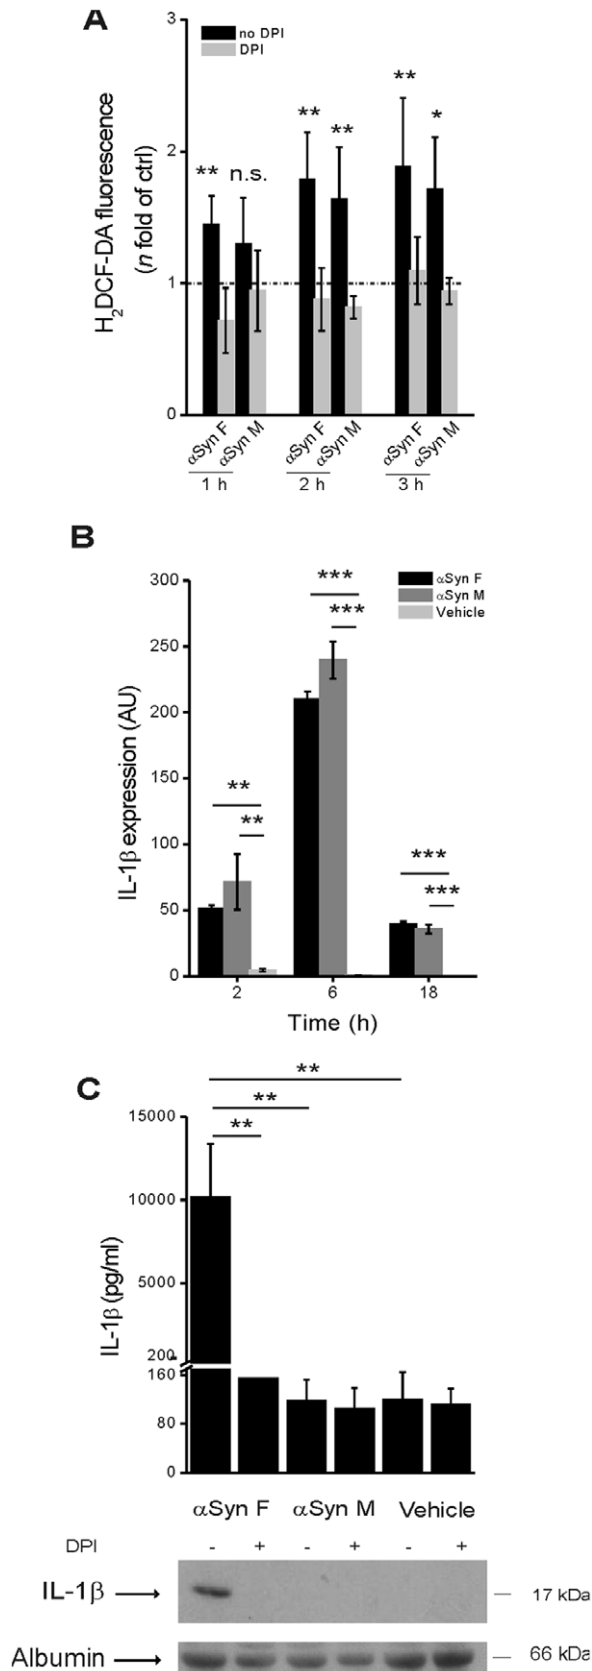 A
3
no DPI
DPI
** ** **
** *
2
** n.s.
H2DCF-DA fluorescence
(n fold of ctrl)
1
0
αSyn F αSyn M αSyn F αSyn M αSyn F αSyn M
1 h 2 h 3 h
B
300
αSyn F
αSyn M
Vehicle
***
***
250
200
IL-1β expression (AU)
150
**
**
100
***
***
50
0
2 6 18
Time (h)
C
**
**
**
15000
10000
IL-1β (pg/ml)
5000
200
160
80
0
αSyn F αSyn M Vehicle
DPI - + - + - +
IL-1β 17 kDa
Albumin 66 kDa